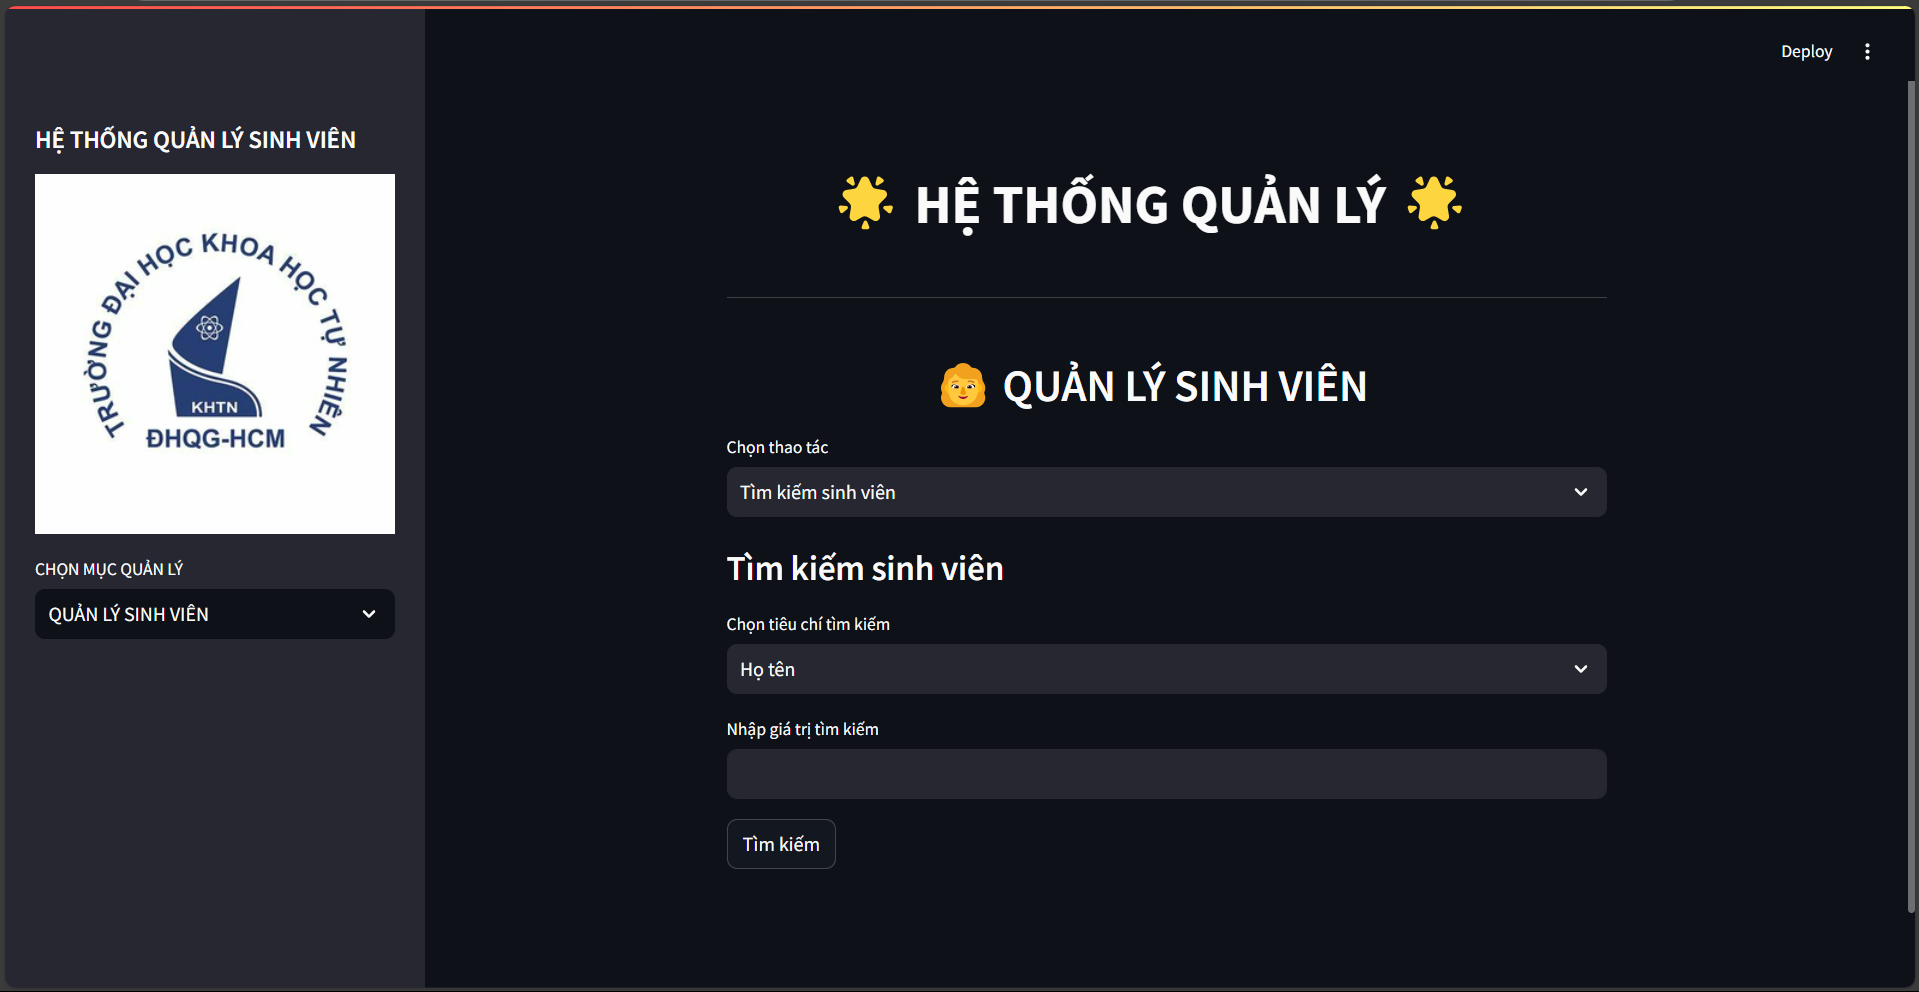 Deploy
HỆ THỐNG QUẢN LÝ SINH VIÊN
TRƯỜNG ĐẠI HỌC KHOA HỌC TỰ NHIÊN
KHTN
ĐHQG-HCM
CHỌN MỤC QUẢN LÝ
QUẢN LÝ SINH VIÊN
HỆ THỐNG QUẢN LÝ
QUẢN LÝ SINH VIÊN
Chọn thao tác
Tìm kiếm sinh viên
Tìm kiếm sinh viên
Chọn tiêu chí tìm kiếm
Họ tên
Nhập giá trị tìm kiếm
Tìm kiếm